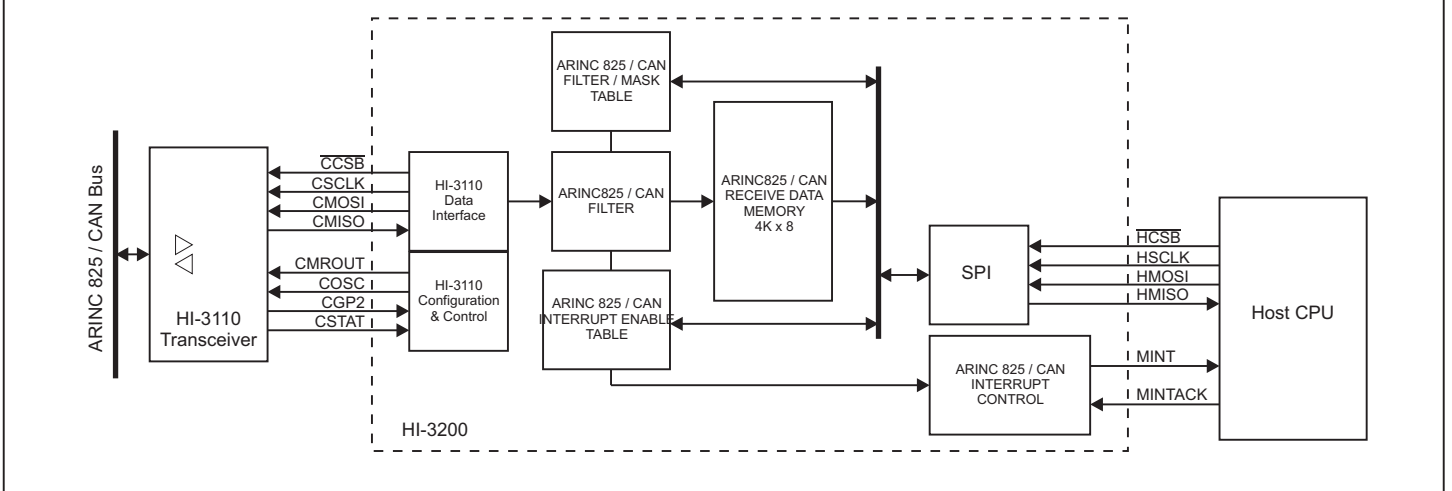 ARINC 825 / CAN Bus
HI-3110
Transceiver
CCSB
CSCLK
CMOSI
CMISO
CMROUT
COSC
CGP2
CSTAT
HI-3110
Data
Interface
HI-3110
Configuration
& Control
ARINC 825 / CAN
FILTER / MASK
TABLE
ARINC825 / CAN
FILTER
ARINC 825 / CAN
INTERRUPT ENABLE
TABLE
ARINC825 / CAN
RECEIVE DATA
MEMORY
4K x 8
SPI
ARINC 825 / CAN
INTERRUPT
CONTROL
HI-3200
HCSB
HSCLK
HMOSI
HMISO
MINT
MINTACK
Host CPU